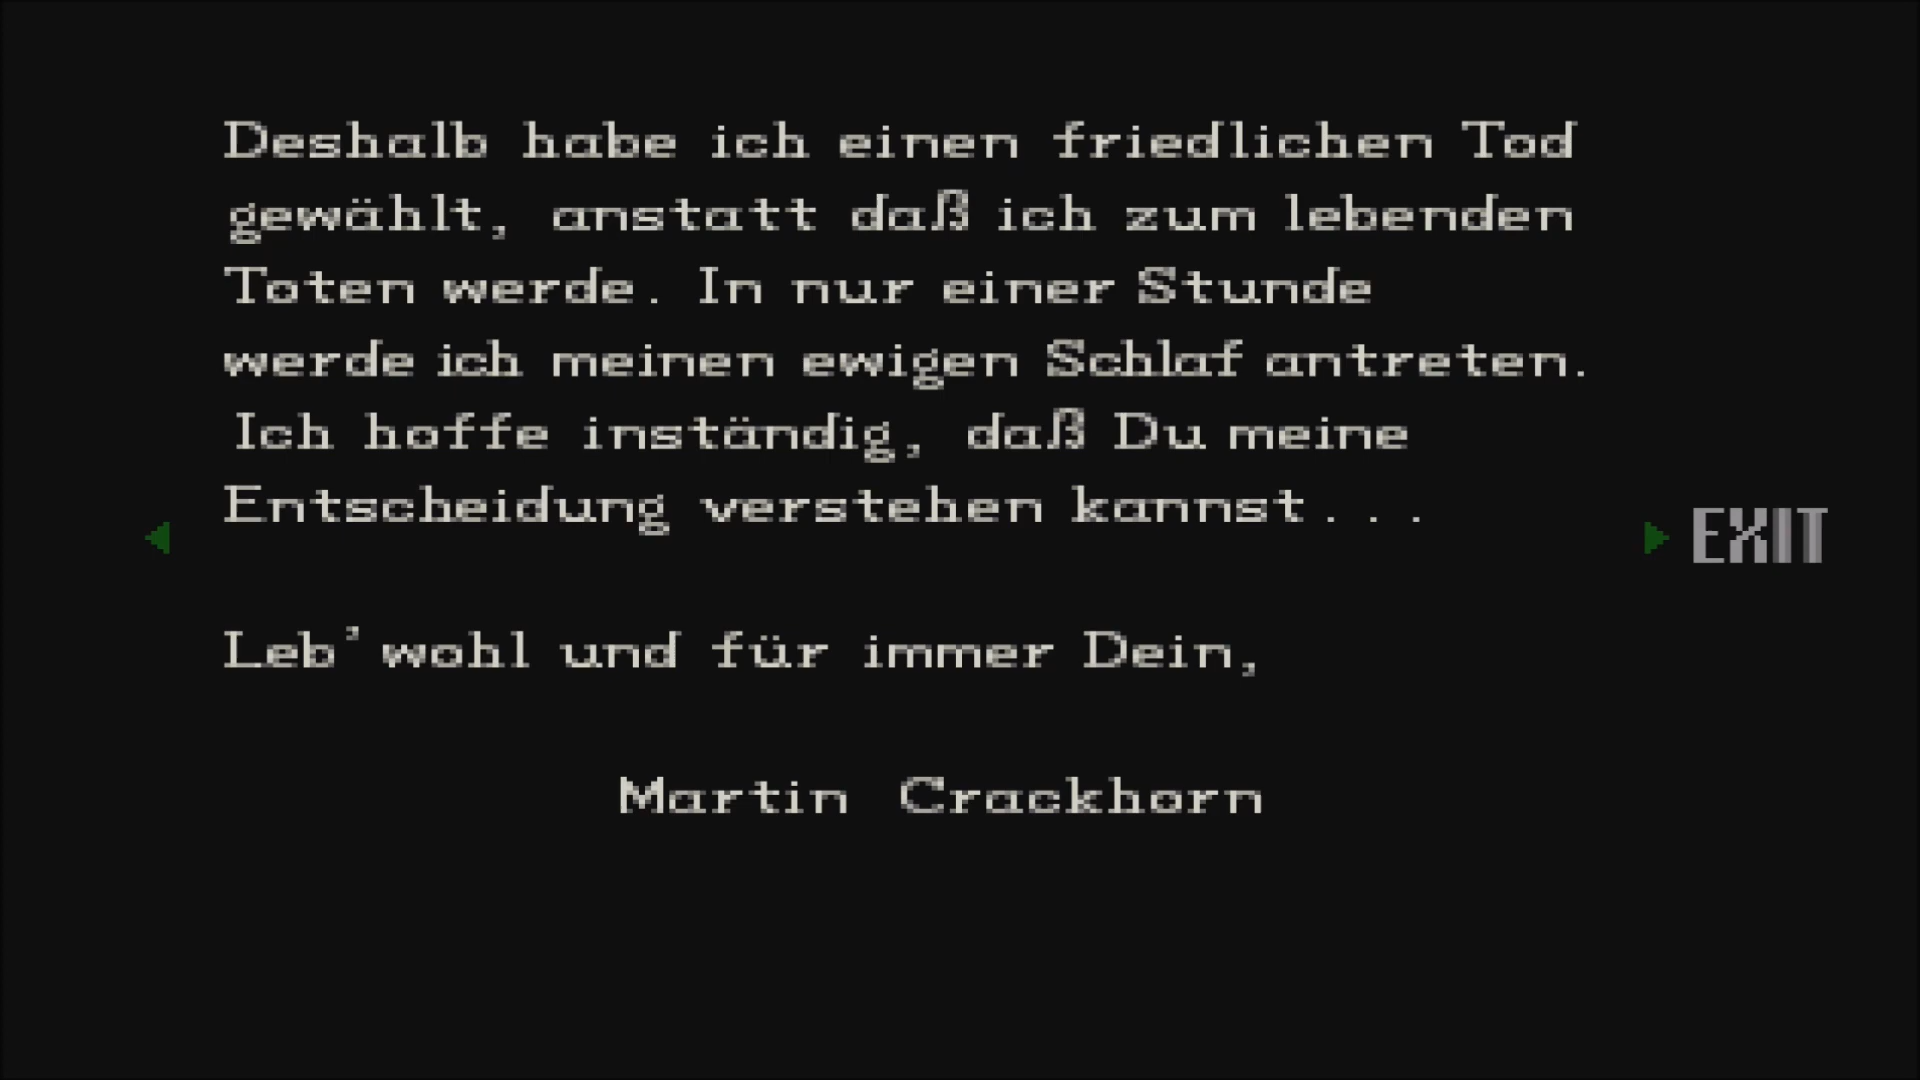 Deshalb habe ich einen friedlichen Tod
gewählt, anstatt daß ich zum lebenden
Toten werde. In nur einer Stunde
werde ich meinen ewigen Schlaf antreten.
Ich hoffe inständig, daß Du meine
Entscheidung verstehen kannst...
EXIT
Leb' wohl und für immer Dein,
Martin Crackhorn